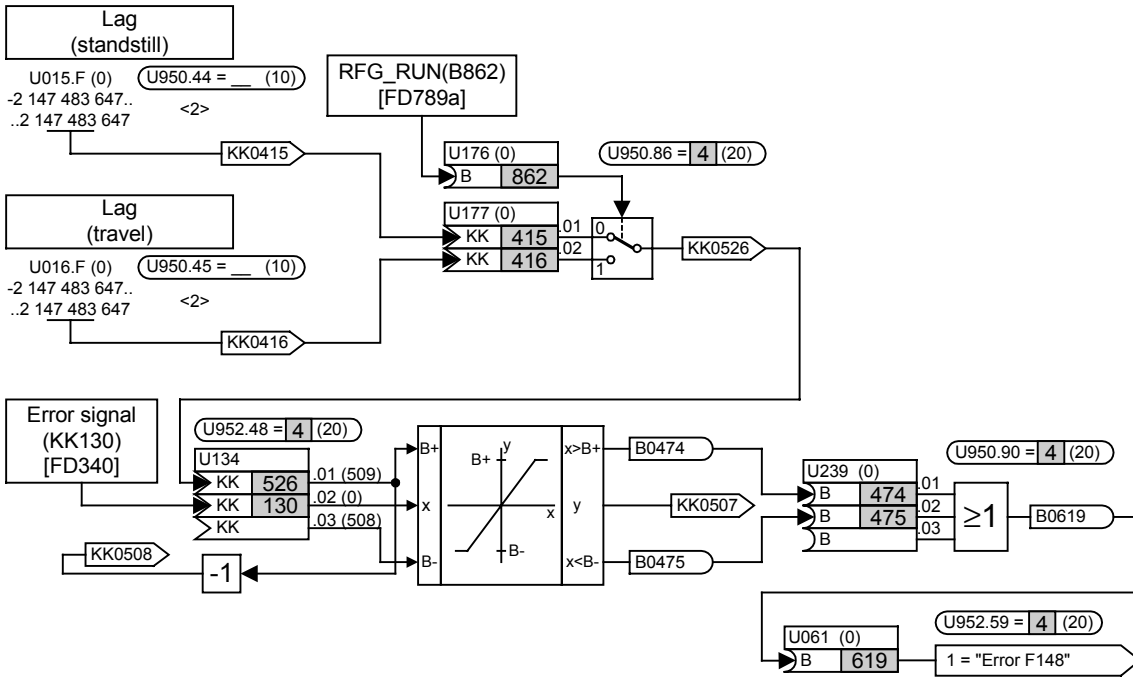 Lag
(standstill)
U015.F (0)
U950.44 = __ (10)
-2 147 483 647..
..2 147 483 647
<2>
KK0415
RFG_RUN(B862)
[FD789a]
U176 (0)
B 862
U950.86 = 4 (20)
Lag
(travel)
U016.F (0)
U950.45 = __ (10)
-2 147 483 647..
..2 147 483 647
<2>
KK0416
U177 (0)
KK 415 .01
KK 416 .02
0
1
KK0526
Error signal
(KK130)
[FD340]
U952.48 = 4 (20)
U134
KK 526 .01 (509)
KK 130 .02 (0)
KK .03 (508)
KK0508
-1
B+
x
B-
y
B+
x
B-
x>B+
y
x<B-
B0474
KK0507
B0475
U950.90 = 4 (20)
U239 (0)
B 474 .01
B 475 .02
B .03
≥1
B0619
U952.59 = 4 (20)
U061 (0)
B 619
1 = "Error F148"